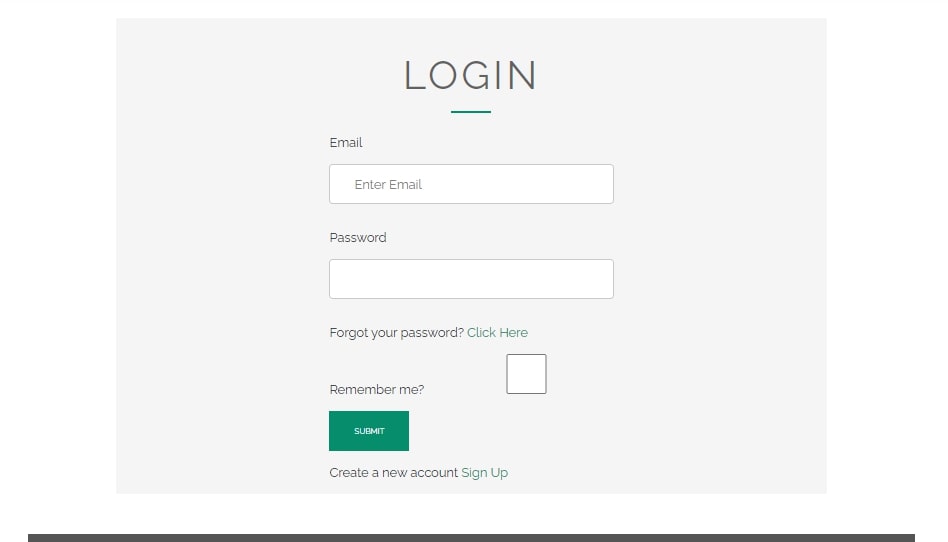 LOGIN
Email
Enter Email
Password
Forgot your password? Click Here
Remember me?
SUBMIT
Create a new account Sign Up